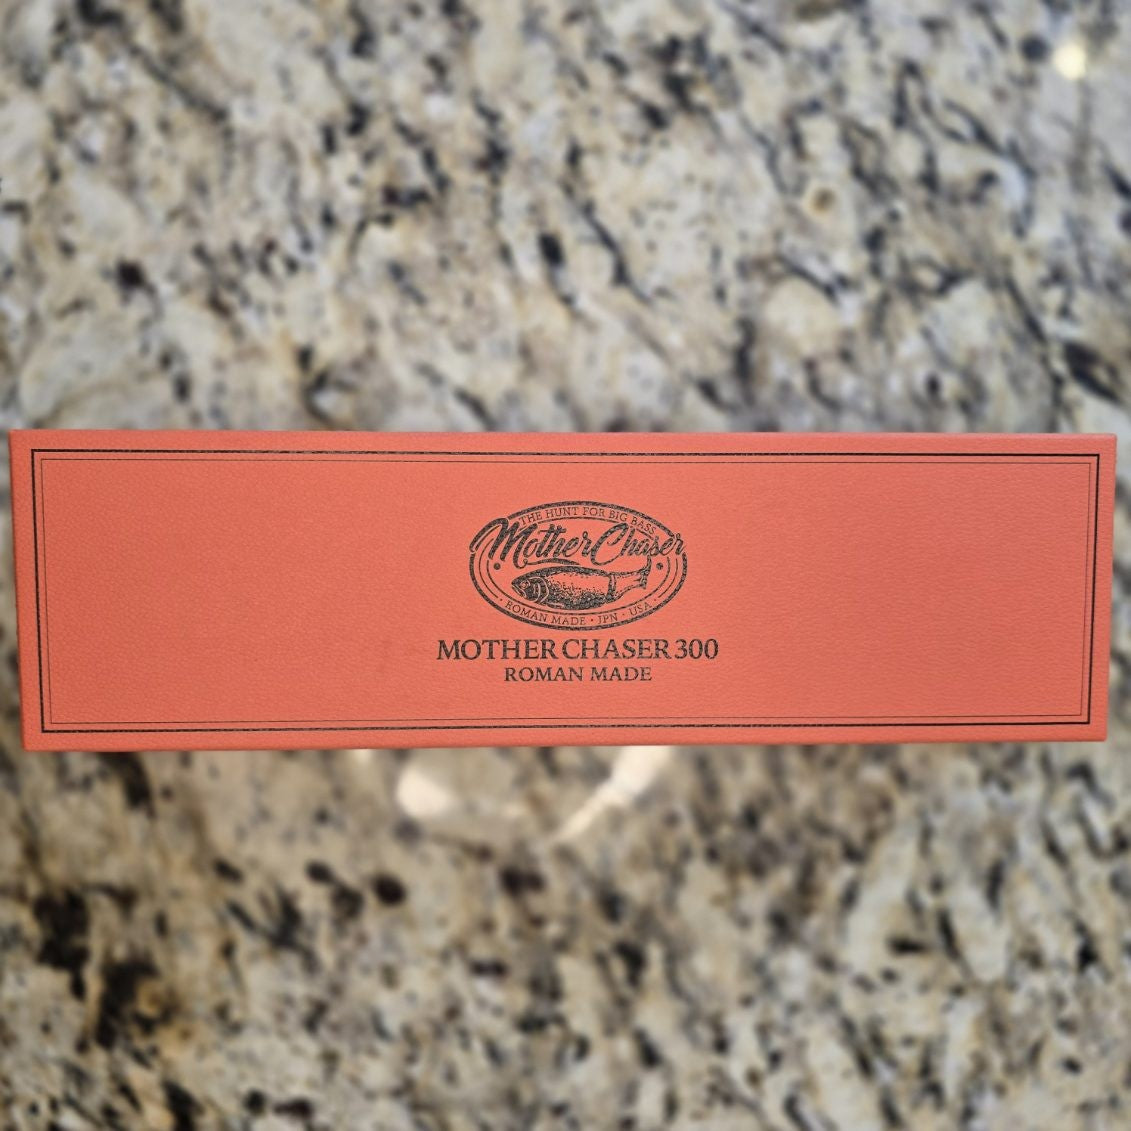 THE HUNT FOR BIG BASS
Mother Chaser
ROMAN MADE · JPN · USA
MOTHER CHASER 300
ROMAN MADE